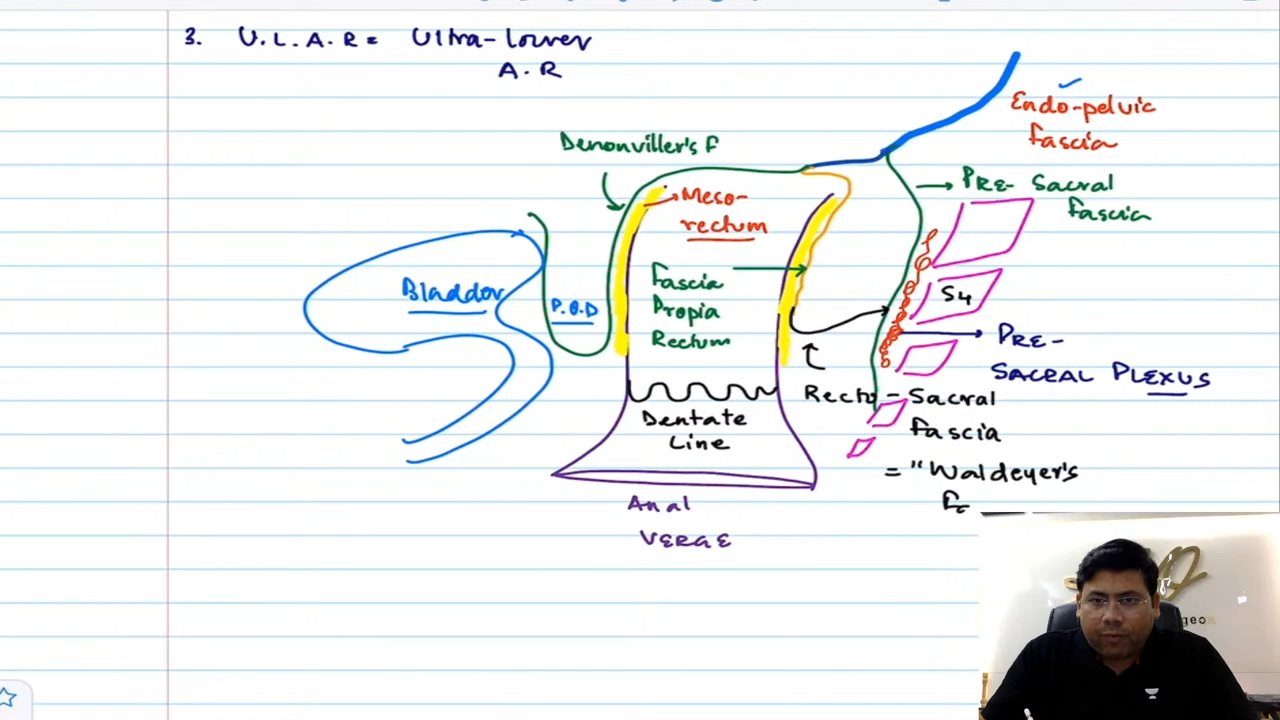 3. U.L.A.R = Ultra-lower
A.R
Endo-pelvic
fascia
Denonviller's F
PRE- Sacral
fascia
Meso-
rectum
Fascia
Propia
Rectum
Bladder
P.O.D
S4
PRE-
SACRAL PLEXUS
Recto-Sacral
fascia
= "Waldeyer's
Dentate
Line
Anal
VERGE